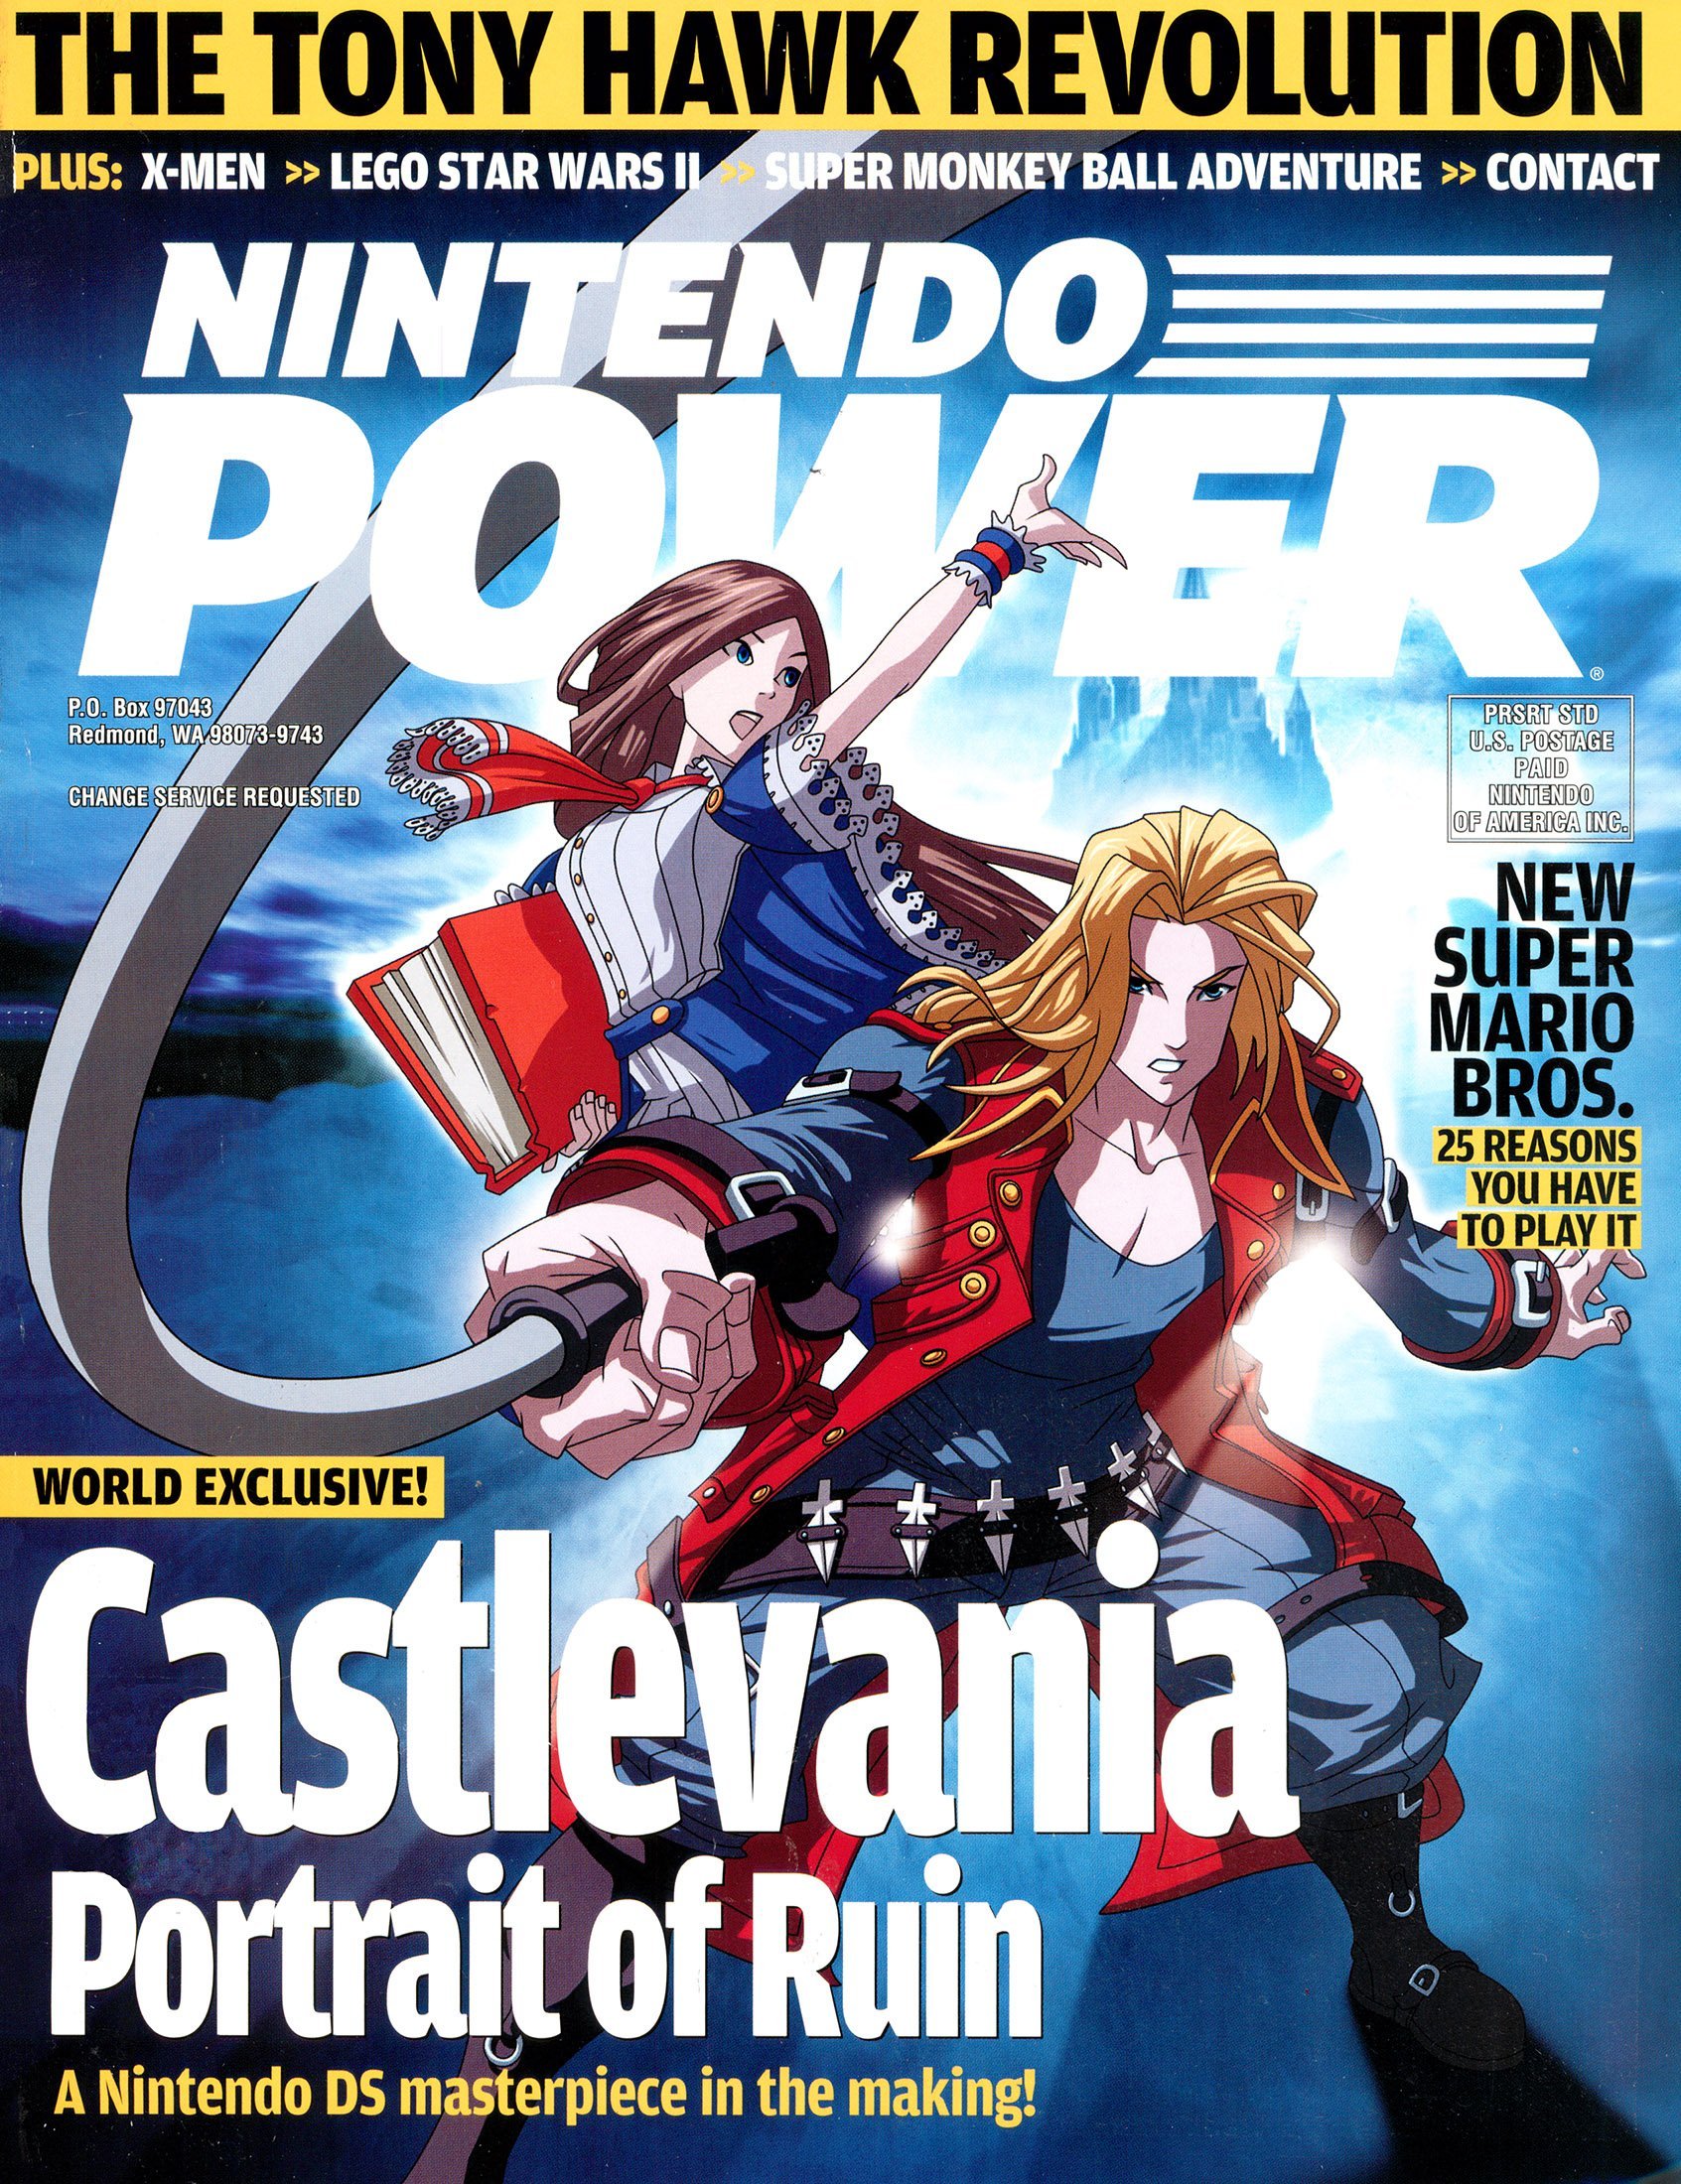 THE TONY HAWK REVOLUTION
PLUS: X-MEN >> LEGO STAR WARS II >> SUPER MONKEY BALL ADVENTURE >> CONTACT
NINTENDO
POWER®
P.O. Box 97043
Redmond, WA 98073-9743
CHANGE SERVICE REQUESTED
PRSRT STD
U.S. POSTAGE
PAID
NINTENDO
OF AMERICA INC.
NEW
SUPER
MARIO
BROS.
25 REASONS
YOU HAVE
TO PLAY IT
WORLD EXCLUSIVE!
Castlevania
Portrait of Ruin
A Nintendo DS masterpiece in the making!